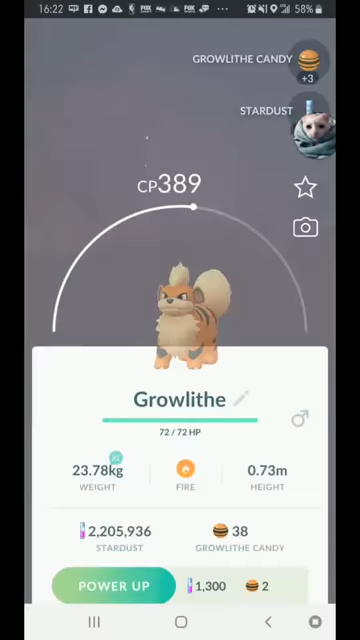 16:22
58%
GROWLITHE CANDY
+3
STARDUST
CP389
Growlithe
72 / 72 HP
XL
23.78kg
0.73m
WEIGHT
FIRE
HEIGHT
2,205,936
38
STARDUST
GROWLITHE CANDY
POWER UP
1,300
2